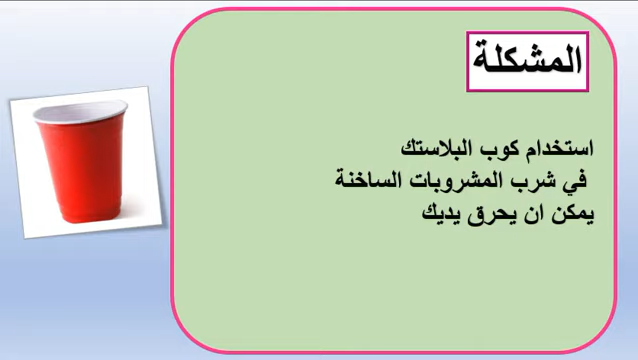 المشكلة
استخدام كوب البلاستك
في شرب المشروبات الساخنة
يمكن ان يحرق يديك